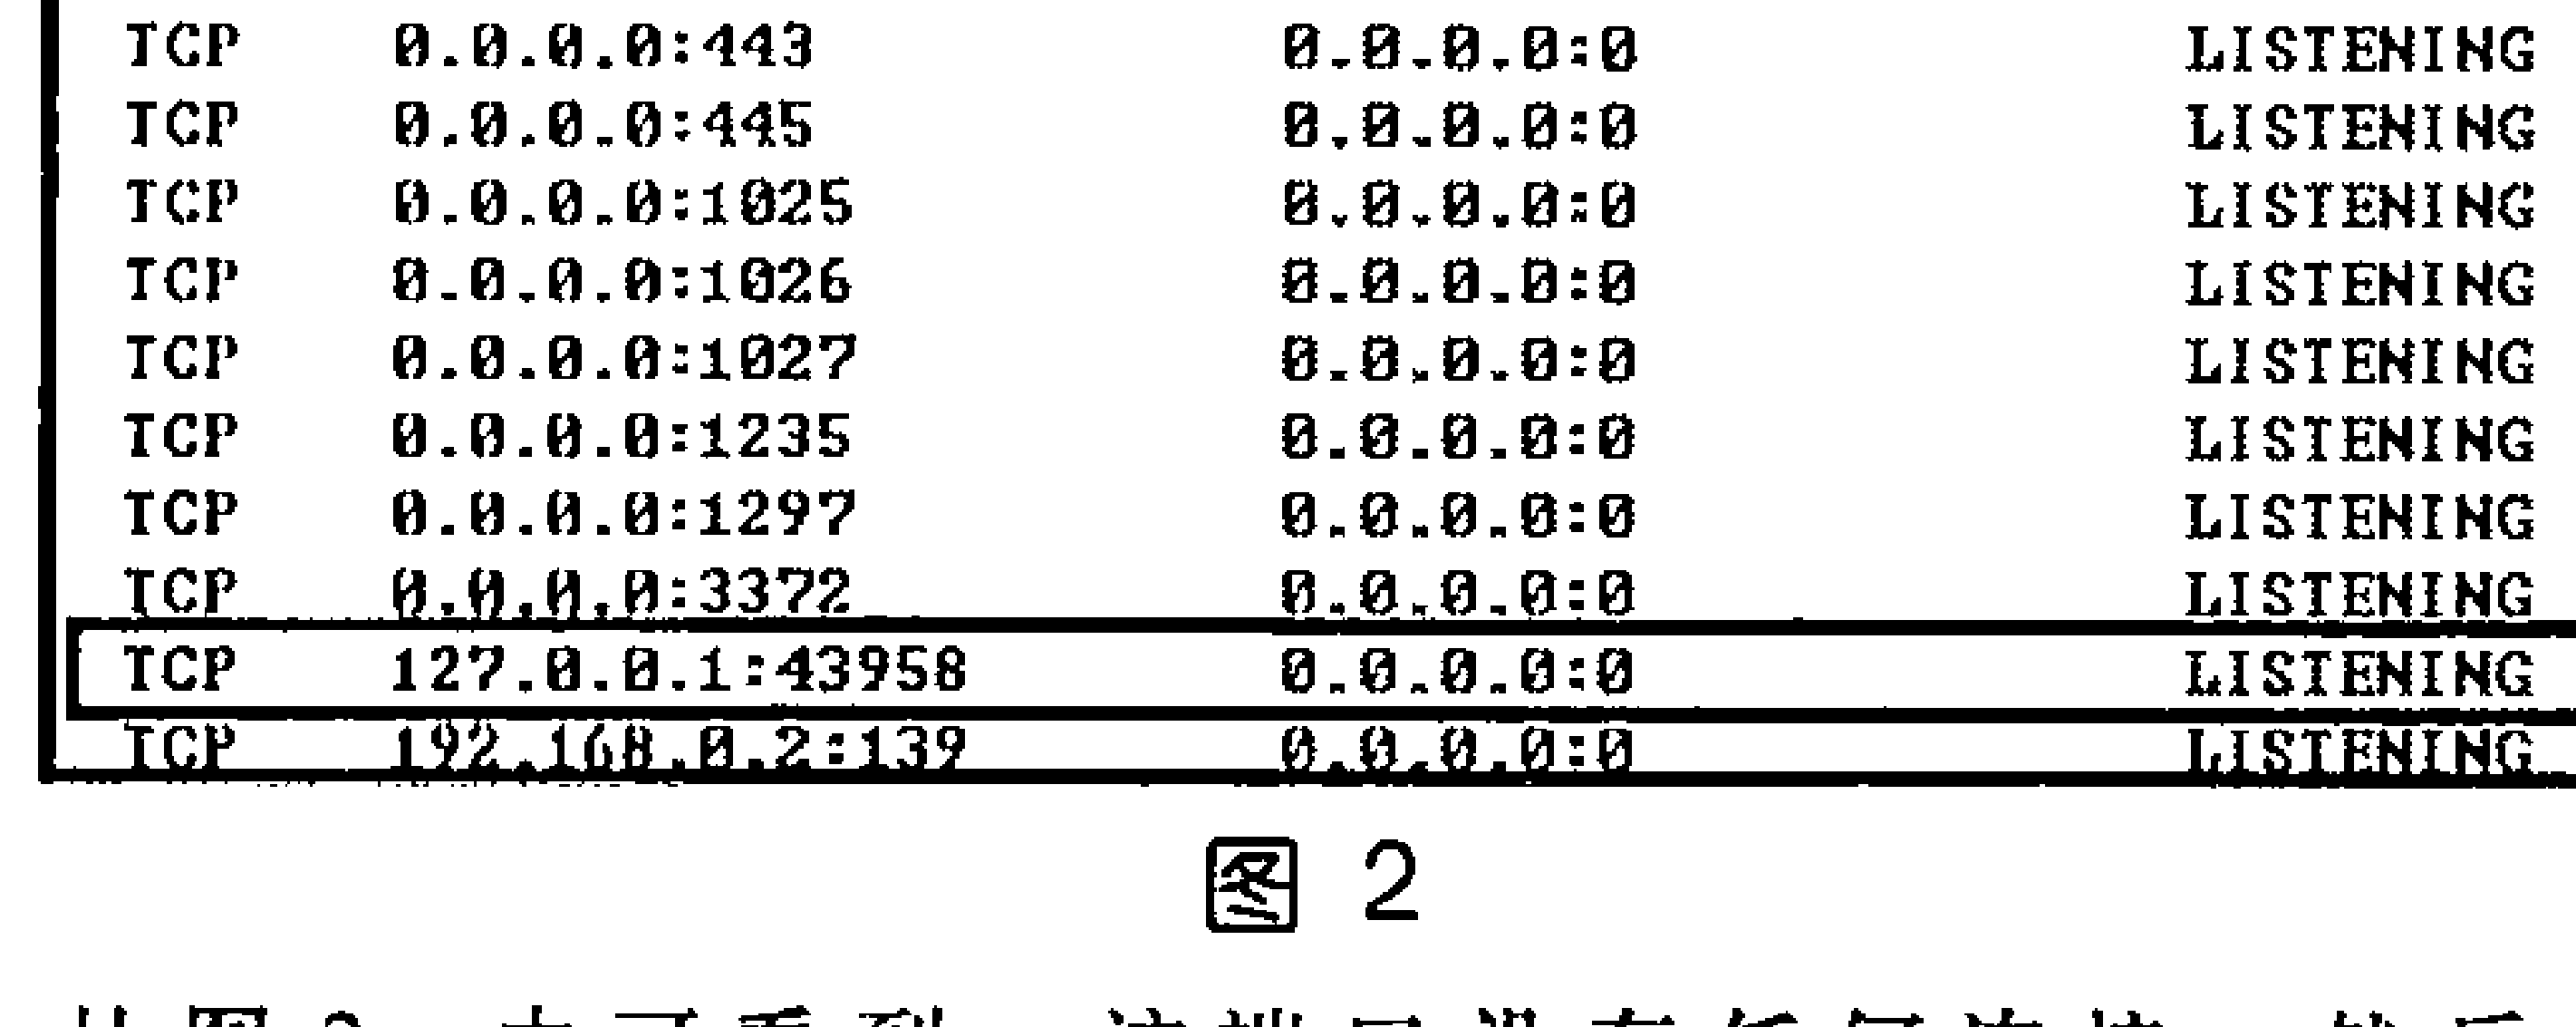 TCP 0.0.0.0:443 0.0.0.0:0 LISTENING
TCP 0.0.0.0:445 0.0.0.0:0 LISTENING
TCP 0.0.0.0:1025 0.0.0.0:0 LISTENING
TCP 0.0.0.0:1026 0.0.0.0:0 LISTENING
TCP 0.0.0.0:1027 0.0.0.0:0 LISTENING
TCP 0.0.0.0:1235 0.0.0.0:0 LISTENING
TCP 0.0.0.0:1297 0.0.0.0:0 LISTENING
TCP 0.0.0.0:3372 0.0.0.0:0 LISTENING
TCP 127.0.0.1:43958 0.0.0.0:0 LISTENING
TCP 192.168.0.2:139 0.0.0.0:0 LISTENING
图 2